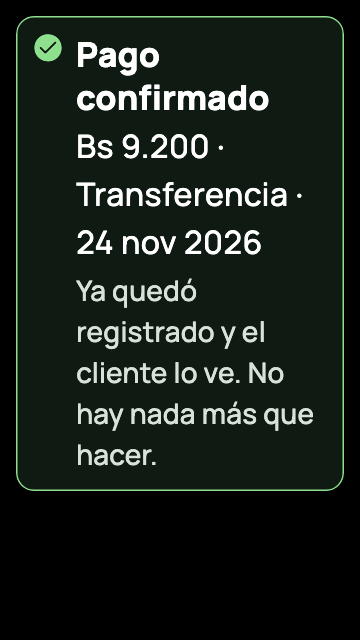 Pago
confirmado
Bs 9.200 ·
Transferencia ·
24 nov 2026
Ya quedó
registrado y el
cliente lo ve. No
hay nada más que
hacer.